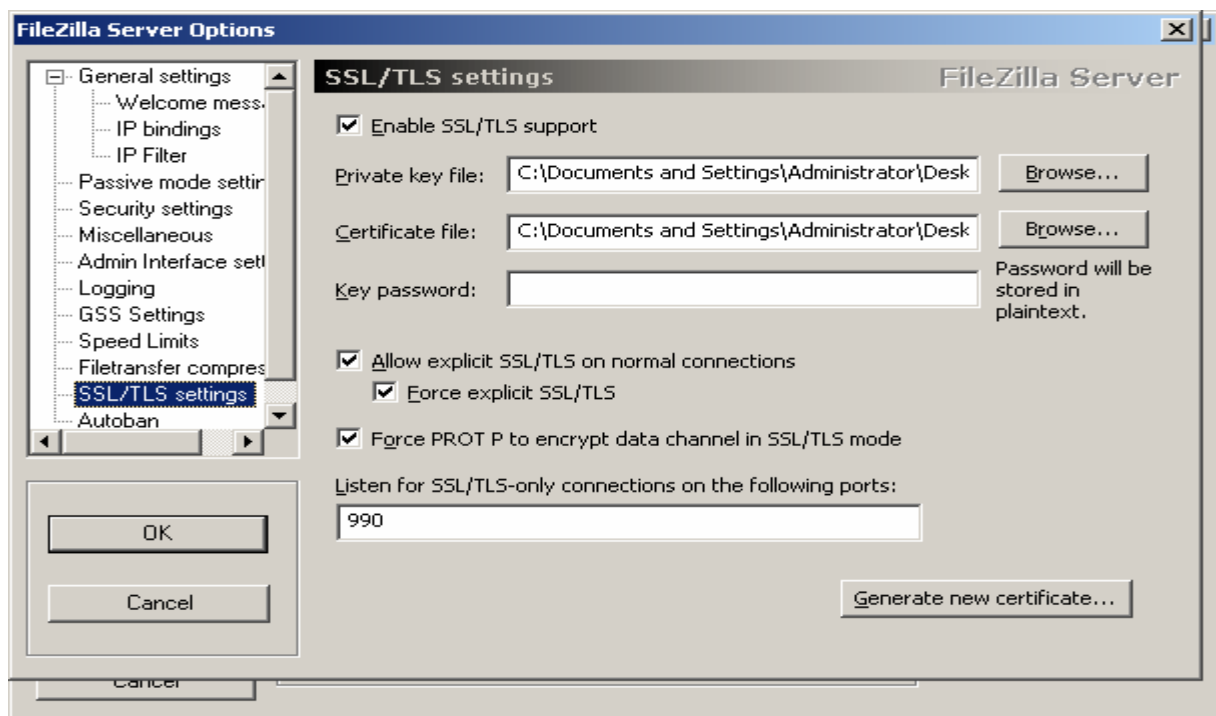 FileZilla Server Options
General settings
Welcome mess
IP bindings
IP Filter
Passive mode settin
Security settings
Miscellaneous
Admin Interface sett
Logging
GSS Settings
Speed Limits
Filetransfer compres
SSL/TLS settings
Autoban
OK
Cancel
SSL/TLS settings FileZilla Server
Enable SSL/TLS support
Private key file: C:\Documents and Settings\Administrator\Desk Browse...
Certificate file: C:\Documents and Settings\Administrator\Desk Browse...
Key password:
Password will be
stored in
plaintext.
Allow explicit SSL/TLS on normal connections
Force explicit SSL/TLS
Force PROT P to encrypt data channel in SSL/TLS mode
Listen for SSL/TLS-only connections on the following ports:
990
Generate new certificate...
Cancel